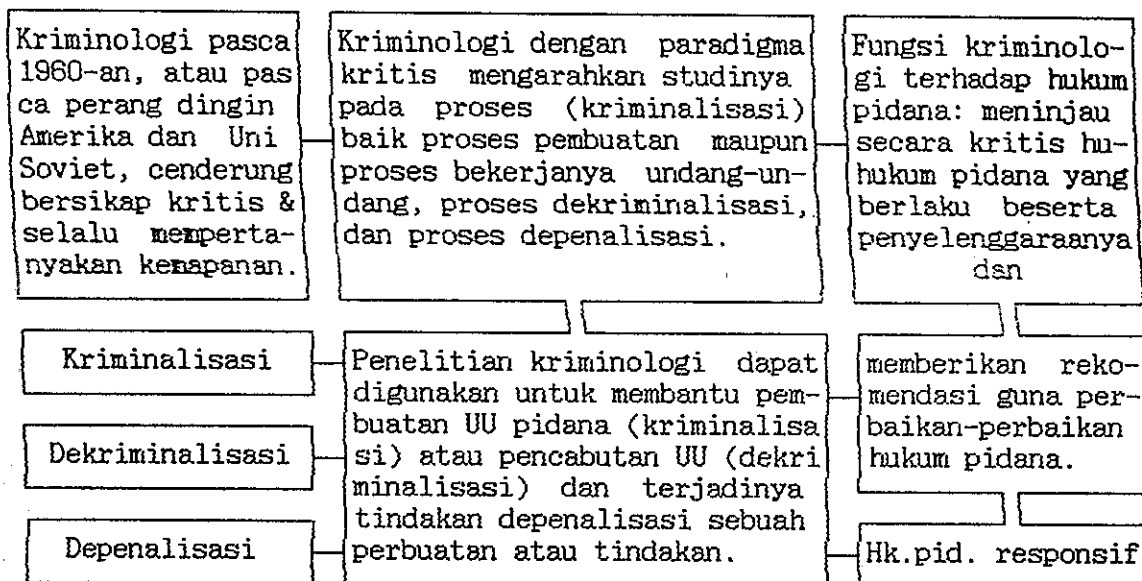 Kriminologi pasca
1960-an, atau pas
ca perang dingin
Amerika dan Uni
Soviet, cenderung
bersikap kritis &
selalu memperta-
nyakan kemapanan.
Kriminologi dengan paradigma
kritis mengarahkan studinya
pada proses (kriminalisasi)
baik proses pembuatan maupun
proses bekerjanya undang-un-
dang, proses dekriminalisasi,
dan proses depenalisasi.
Fungsi kriminolo-
gi terhadap hukum
pidana: meninjau
secara kritis hu-
hukum pidana yang
berlaku beserta
penyelenggaraanya
dan
Kriminalisasi
Dekriminalisasi
Depenalisasi
Penelitian kriminologi dapat
digunakan untuk membantu pem-
buatan UU pidana (kriminalisa
si) atau pencabutan UU (dekri
minalisasi) dan terjadinya
tindakan depenalisasi sebuah
perbuatan atau tindakan.
memberikan reko-
mendasi guna per-
baikan-perbaikan
hukum pidana.
Hk.pid. responsif